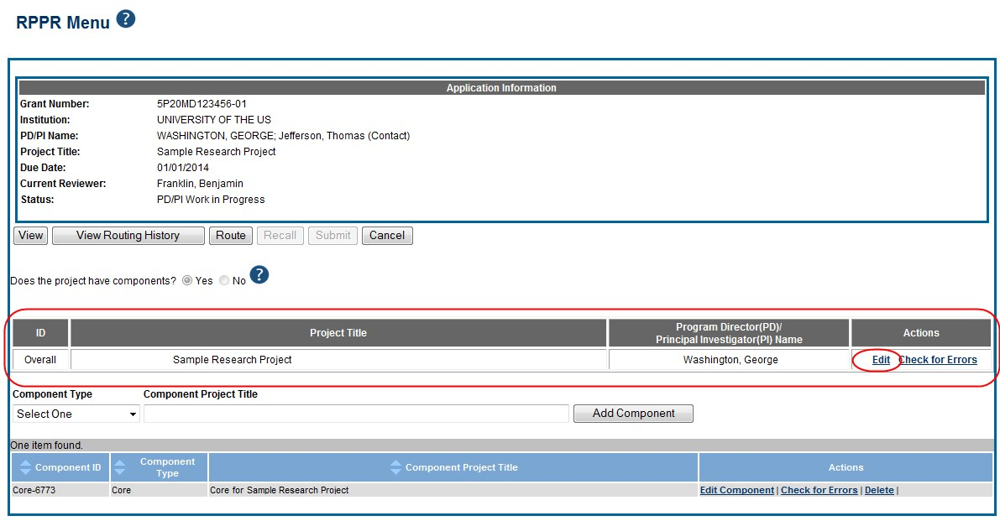 RPPR Menu ?
Application Information
Grant Number: 5P20MD123456-01
Institution: UNIVERSITY OF THE US
PD/PI Name: WASHINGTON, GEORGE; Jefferson, Thomas (Contact)
Project Title: Sample Research Project
Due Date: 01/01/2014
Current Reviewer: Franklin, Benjamin
Status: PD/PI Work in Progress
View View Routing History Route Recall Submit Cancel
Does the project have components? Yes No ?
ID Project Title Program Director(PD)/
Principal Investigator(PI) Name Actions
Overall Sample Research Project Washington, George Edit Check for Errors
Component Type Component Project Title
Select One Add Component
One item found.
Component ID Component
Type Component Project Title Actions
Core-6773 Core Core for Sample Research Project Edit Component | Check for Errors | Delete |